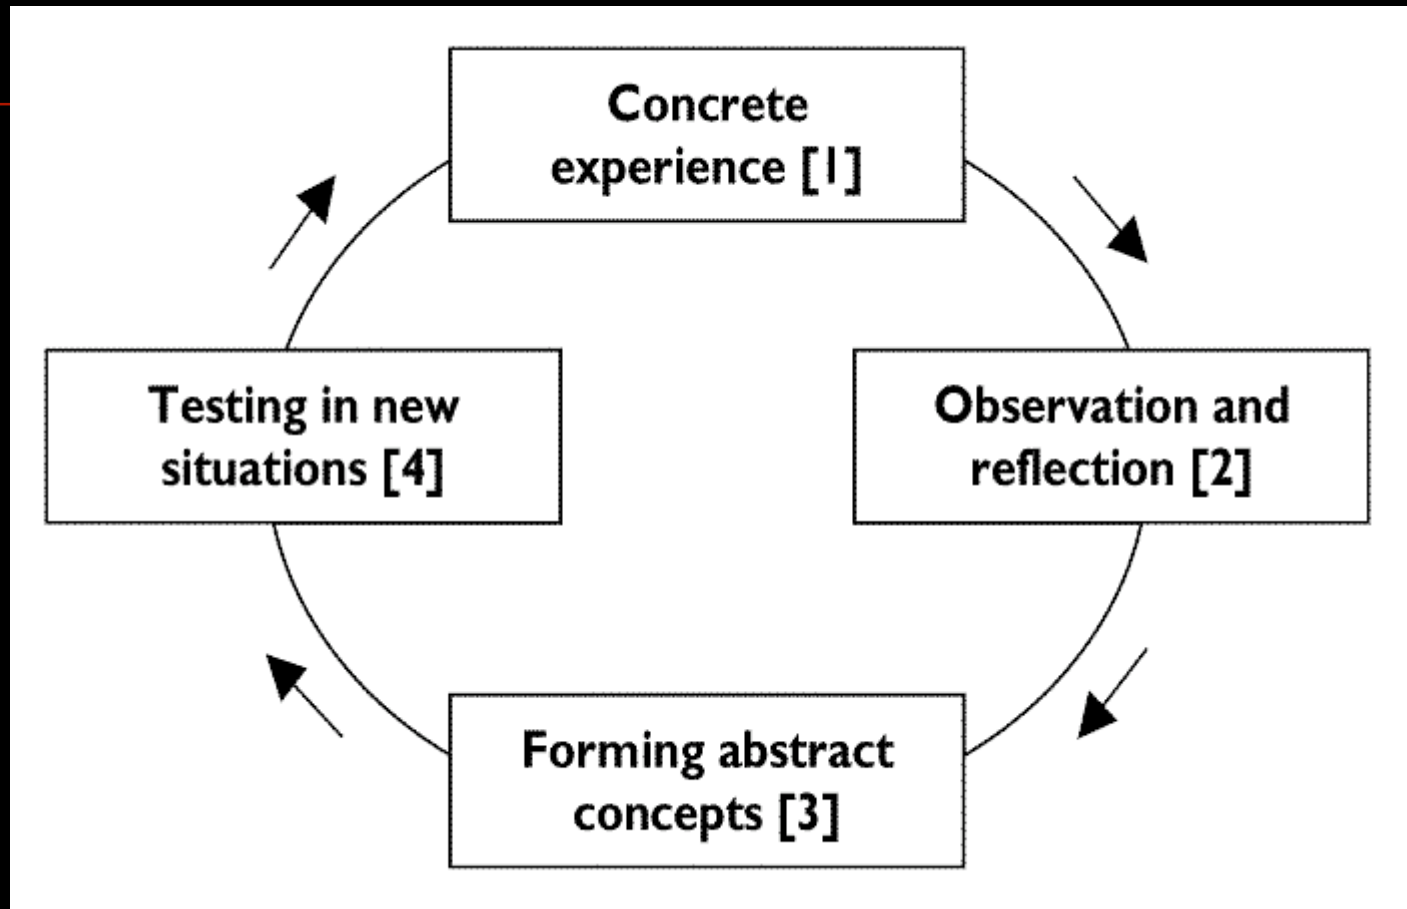 Concrete
experience [1]
Observation and
reflection [2]
Forming abstract
concepts [3]
Testing in new
situations [4]